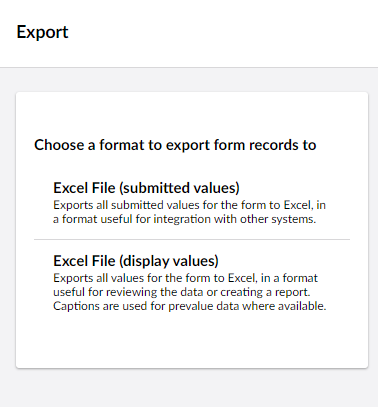 Export
Choose a format to export form records to
Excel File (submitted values)
Exports all submitted values for the form to Excel, in
a format useful for integration with other systems.
Excel File (display values)
Exports all values for the form to Excel, in a format
useful for reviewing the data or creating a report.
Captions are used for prevalue data where available.